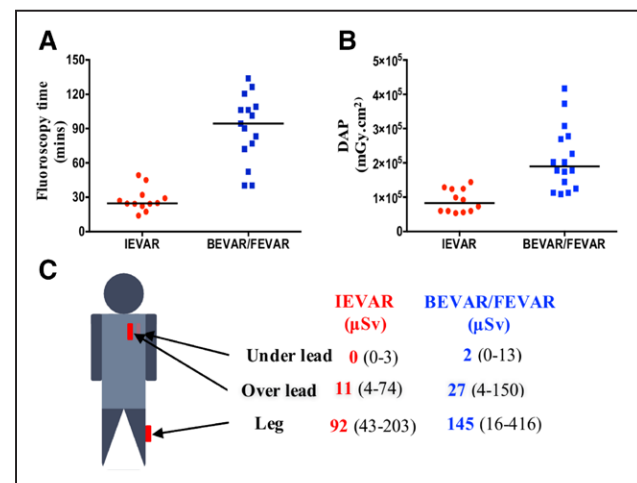 A
Fluoroscopy time
(mins)
150
120
90
60
30
0
IEVAR BEVAR/FEVAR
B
DAP
(mGy.cm²)
5×10⁵
4×10⁵
3×10⁵
2×10⁵
1×10⁵
0
IEVAR BEVAR/FEVAR
C
IEVAR BEVAR/FEVAR
(µSv) (µSv)
Under lead 0 (0-3) 2 (0-13)
Over lead 11 (4-74) 27 (4-150)
Leg 92 (43-203) 145 (16-416)